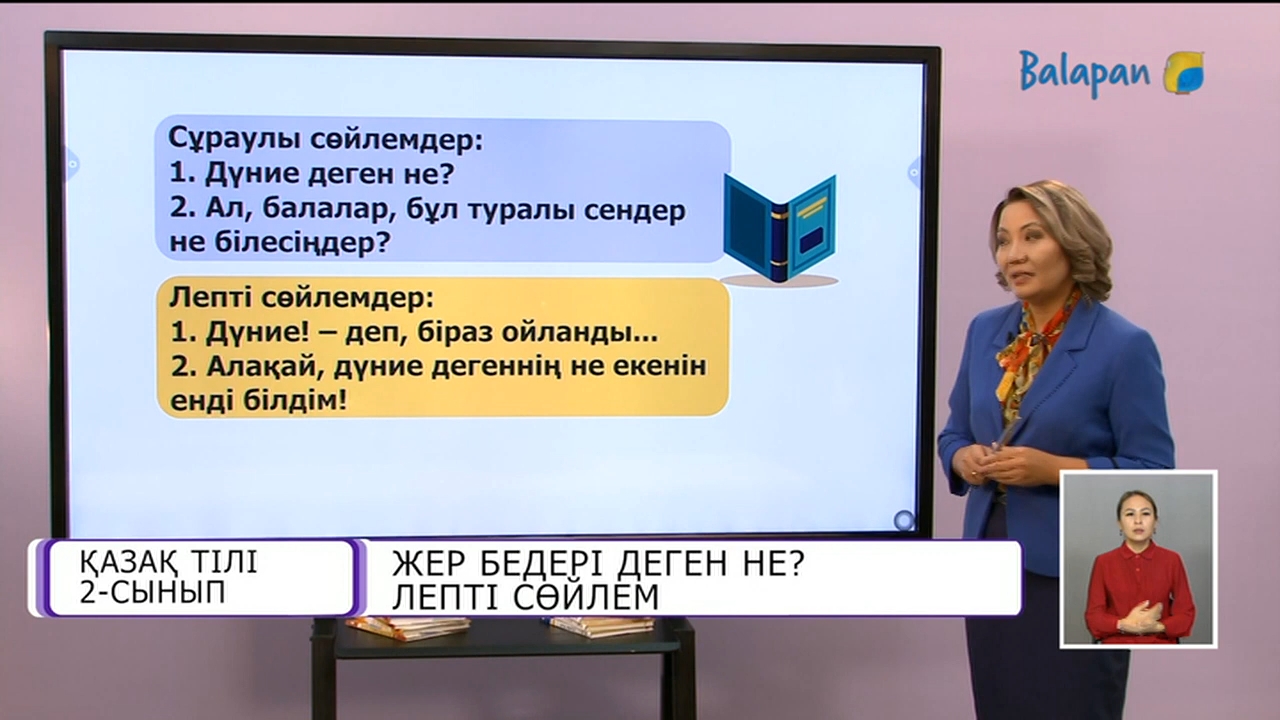 Balapan
Сұраулы сөйлемдер:
1. Дүние деген не?
2. Ал, балалар, бұл туралы сендер
не білесіңдер?
Лепті сөйлемдер:
1. Дүние! – деп, біраз ойланды...
2. Алақай, дүние дегеннің не екенін
енді білдім!
ҚАЗАҚ ТІЛІ
2-СЫНЫП
ЖЕР БЕДЕРІ ДЕГЕН НЕ?
ЛЕПТІ СӨЙЛЕМ